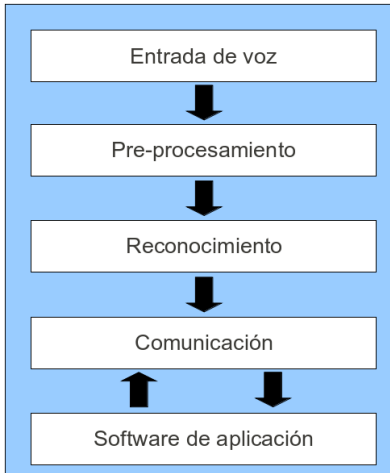 Entrada de voz
Pre-procesamiento
Reconocimiento
Comunicación
Software de aplicación